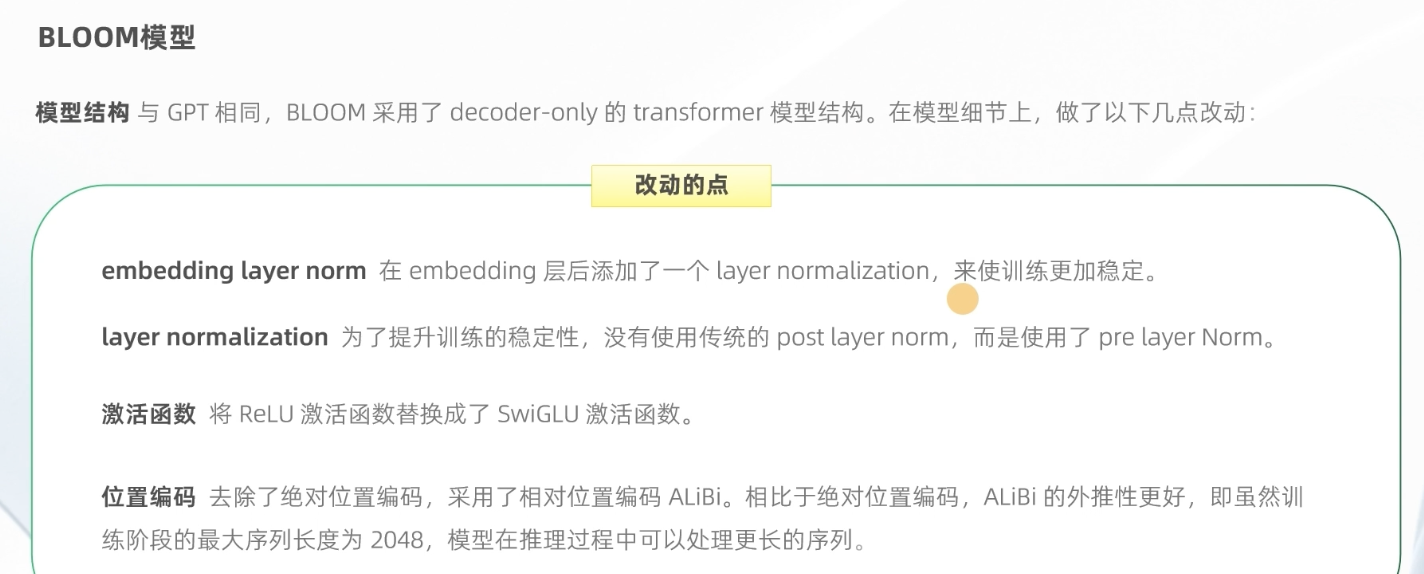 BLOOM模型
模型结构 与 GPT 相同，BLOOM 采用了 decoder-only 的 transformer 模型结构。在模型细节上，做了以下几点改动：
改动的点
embedding layer norm 在 embedding 层后添加了一个 layer normalization，来使训练更加稳定。
layer normalization 为了提升训练的稳定性，没有使用传统的 post layer norm，而是使用了 pre layer Norm。
激活函数 将 ReLU 激活函数替换成了 SwiGLU 激活函数。
位置编码 去除了绝对位置编码，采用了相对位置编码 ALiBi。相比于绝对位置编码，ALiBi 的外推性更好，即虽然训
练阶段的最大序列长度为 2048，模型在推理过程中可以处理更长的序列。